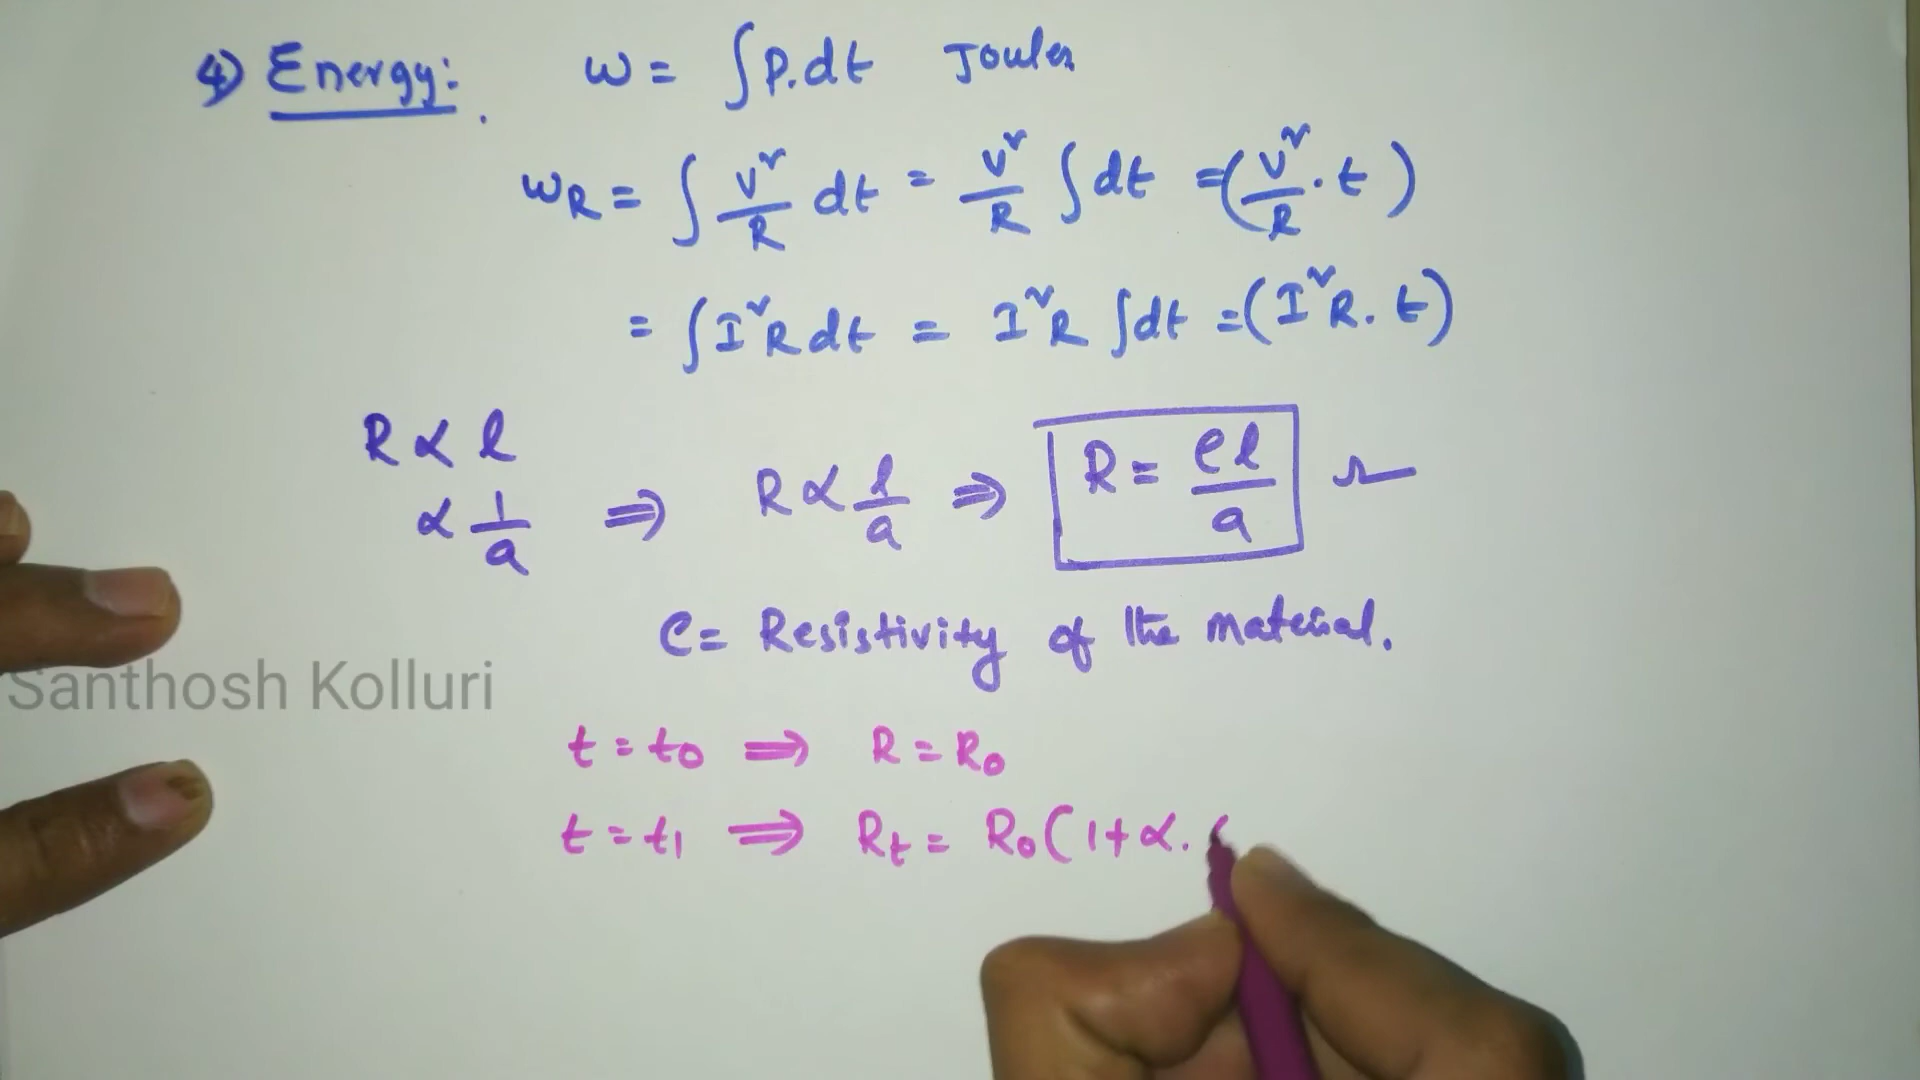 4) Energy: W = ∫P.dt Joules
W_R = ∫ V²/R dt = V²/R ∫dt = (V²/R . t)
= ∫I²R dt = I²R ∫dt = (I²R. t)
R ∝ l
∝ 1/a ⇒ R ∝ l/a ⇒ R = ρl/a Ω
ρ = Resistivity of the material.
Santhosh Kolluri
t = t₀ ⇒ R = R₀
t = t₁ ⇒ R_t = R₀(1+α.(